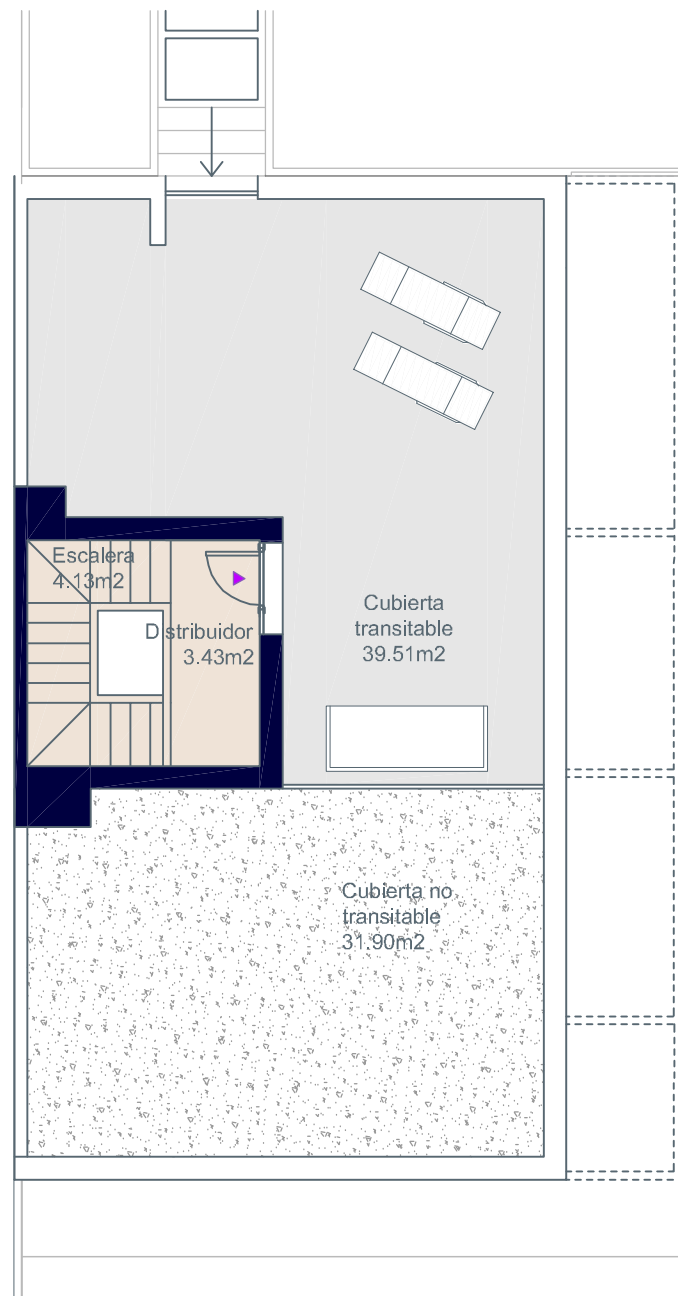 Escalera
4.13m2
Distribuidor
3.43m2
Cubierta
transitable
39.51m2
Cubierta no
transitable
31.90m2